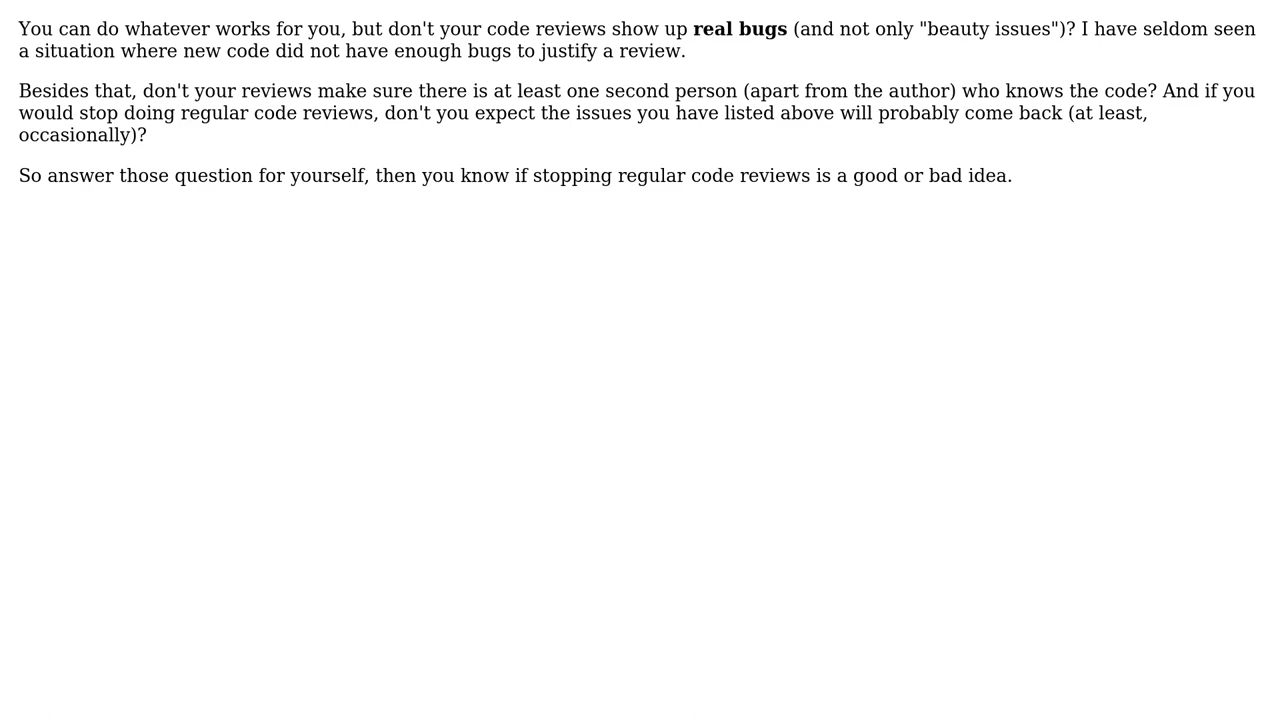 You can do whatever works for you, but don't your code reviews show up real bugs (and not only "beauty issues")? I have seldom seen
a situation where new code did not have enough bugs to justify a review.
Besides that, don't your reviews make sure there is at least one second person (apart from the author) who knows the code? And if you
would stop doing regular code reviews, don't you expect the issues you have listed above will probably come back (at least,
occasionally)?
So answer those question for yourself, then you know if stopping regular code reviews is a good or bad idea.